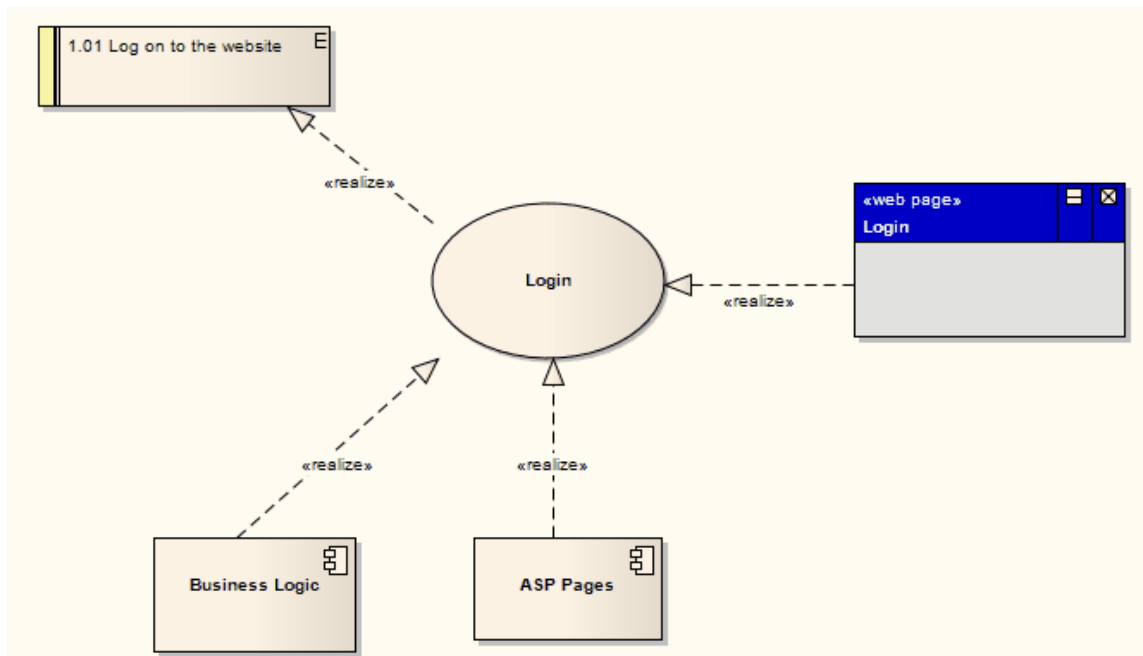 1.01 Log on to the website
E
«realize»
«web page»
Login
Login
«realize»
«realize»
«realize»
Business Logic
ASP Pages